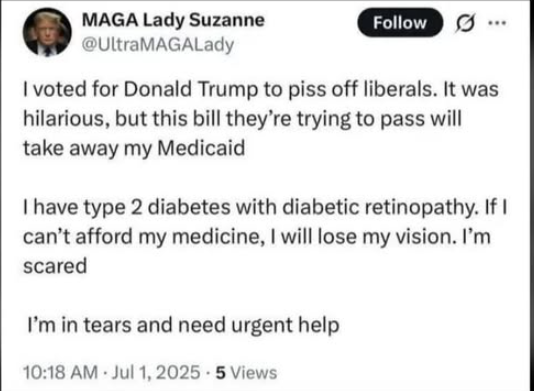 MAGA Lady Suzanne
Follow
@UltraMAGALady
I voted for Donald Trump to piss off liberals. It was
hilarious, but this bill they’re trying to pass will
take away my Medicaid
I have type 2 diabetes with diabetic retinopathy. If I
can’t afford my medicine, I will lose my vision. I’m
scared
I’m in tears and need urgent help
10:18 AM · Jul 1, 2025 · 5 Views